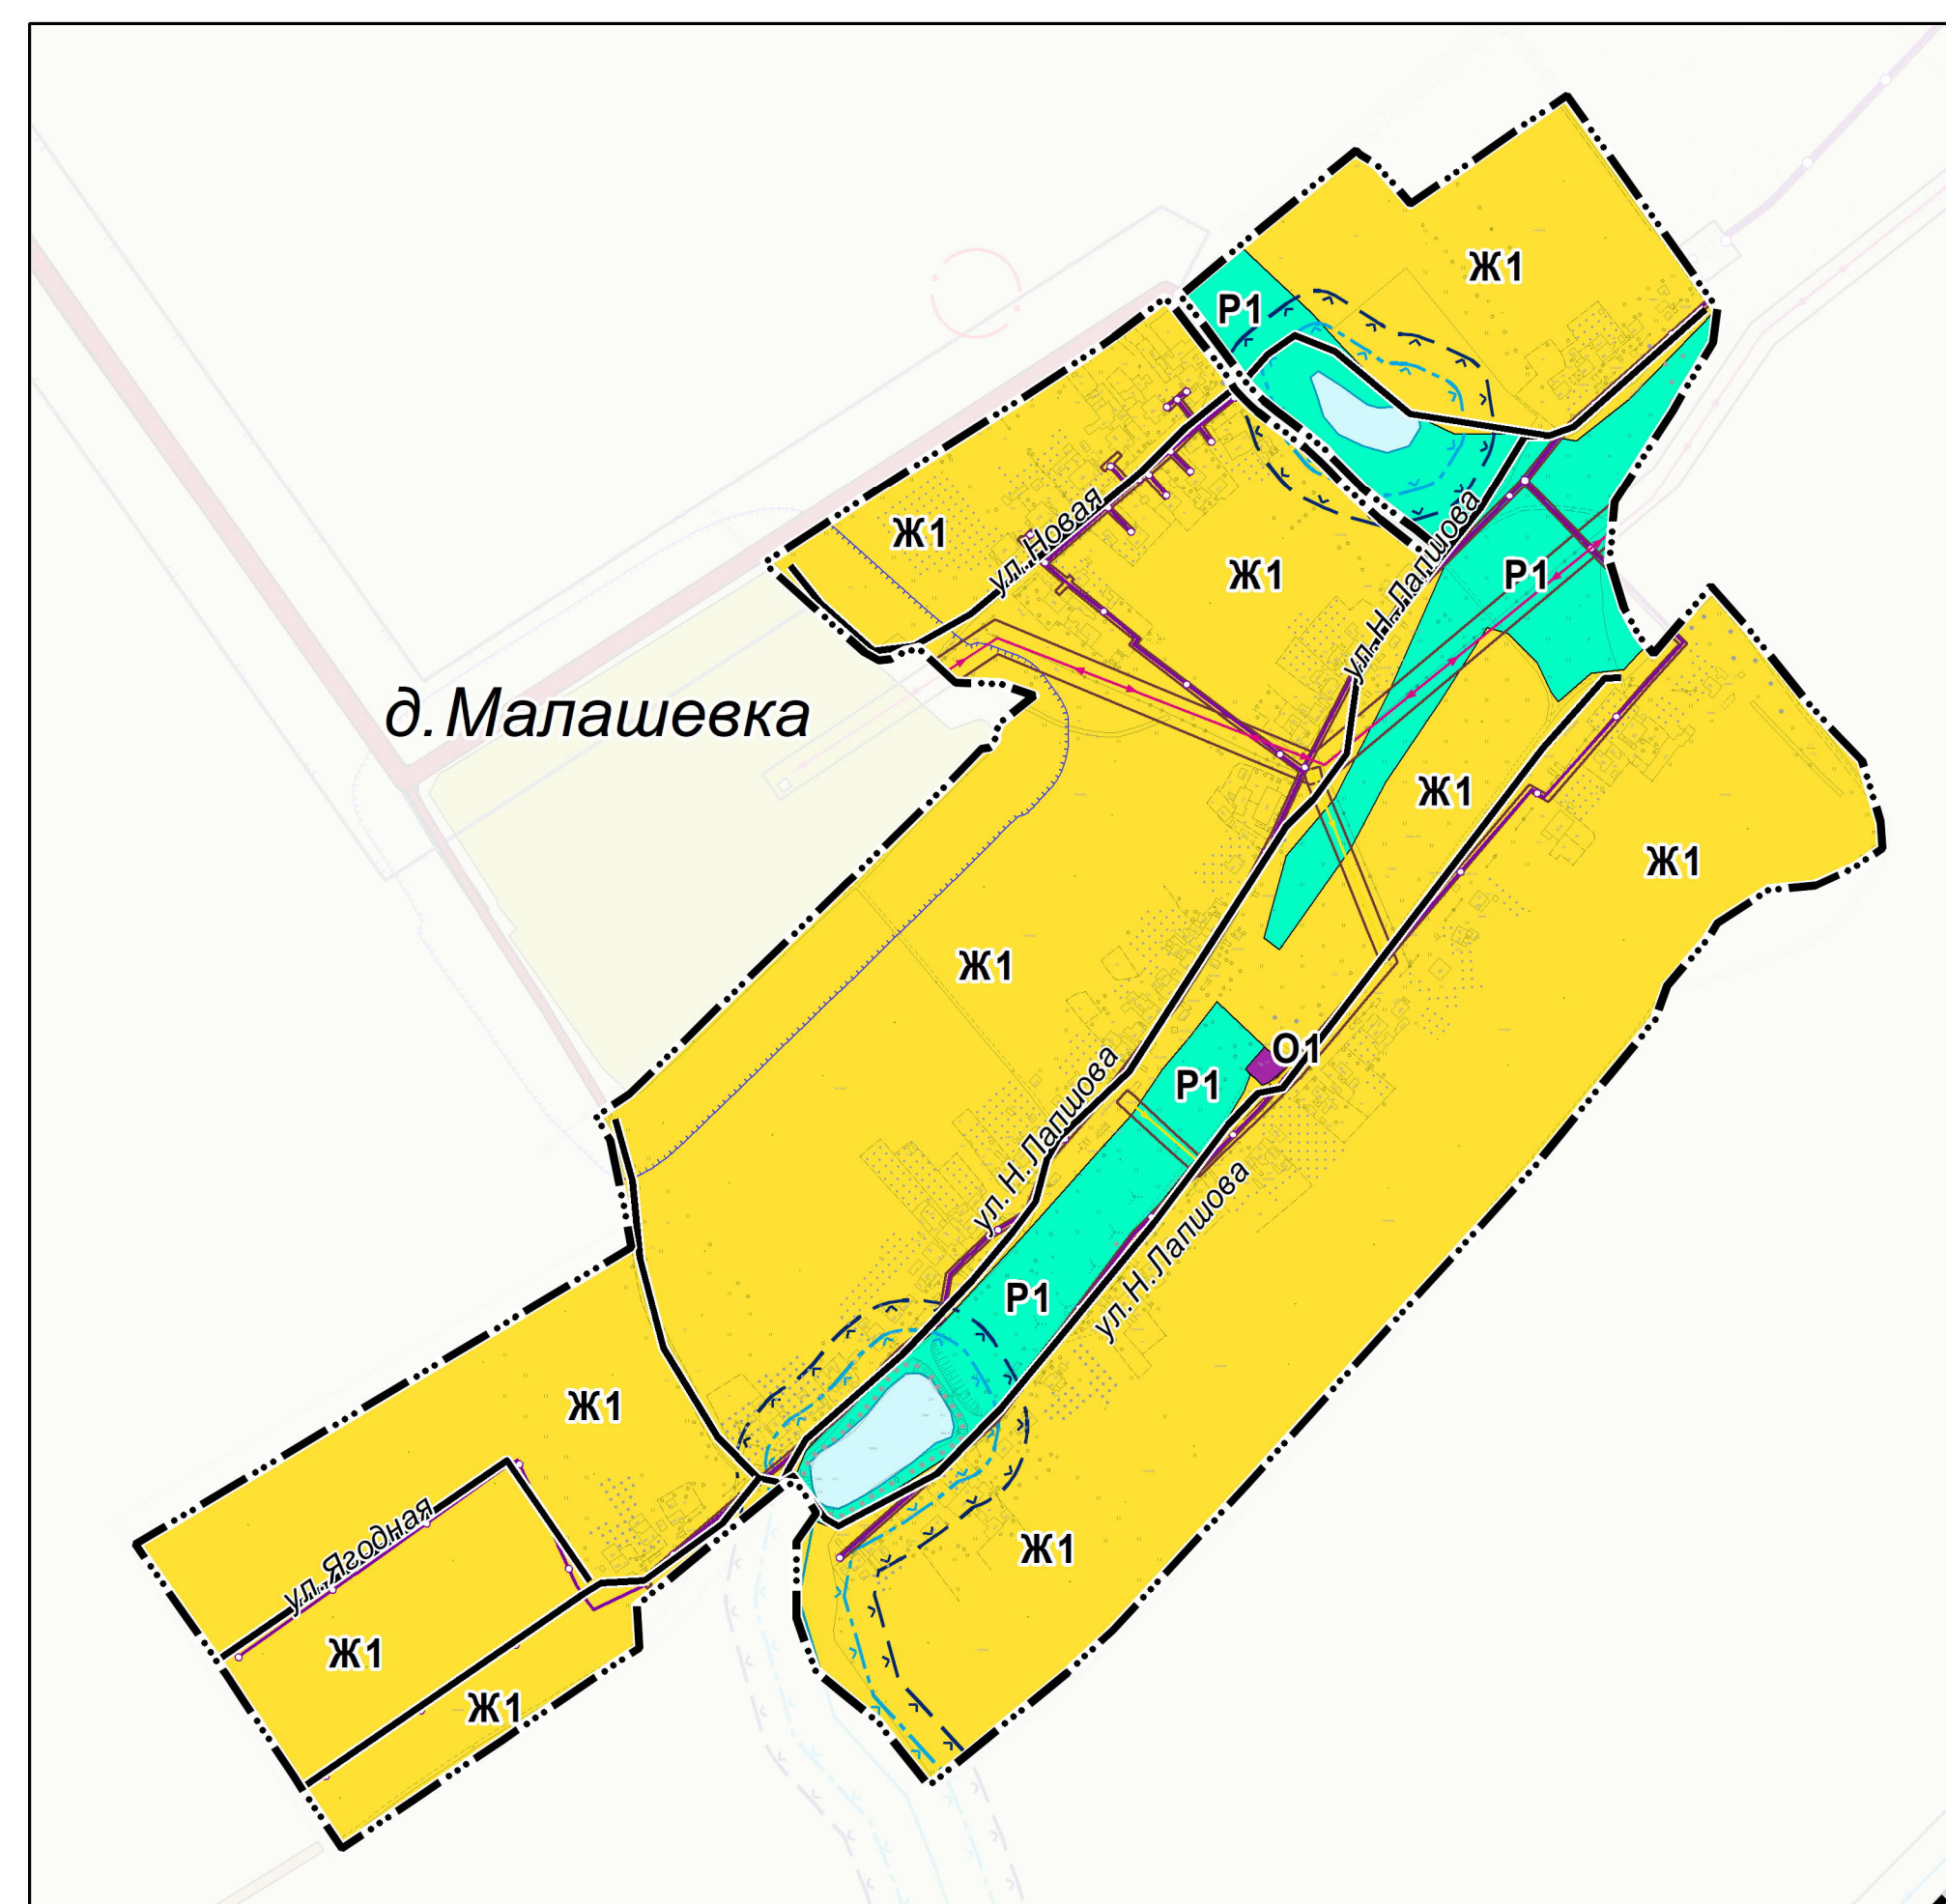 Ж1
Р1
Ж1
ул. Новая
Ж1
ул.Н.Лапшова
Р1
д. Малашевка
Ж1
Ж1
Ж1
О1
Р1
ул.Н.Лапшова
ул.Н.Лапшова
Р1
Ж1
ул.Ягодная
Ж1
Ж1
Ж1